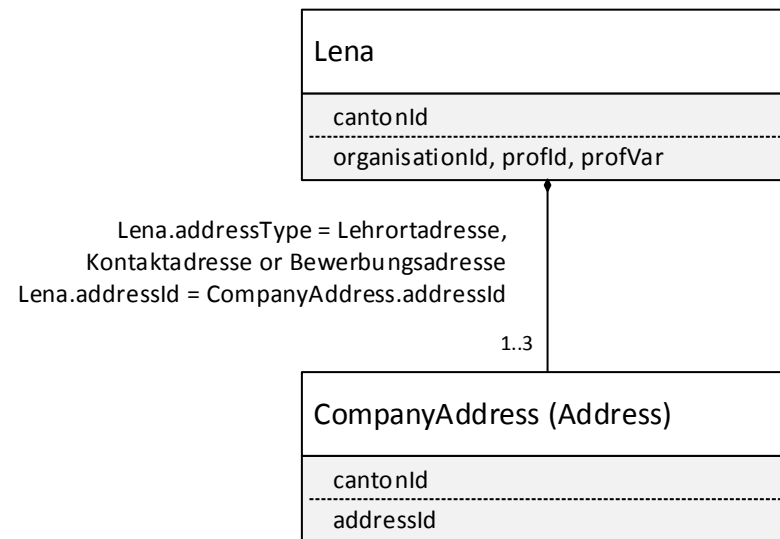 Lena
cantonId
organisationId, profId, profVar
Lena.addressType = Lehrortadresse,
Kontaktadresse or Bewerbungsadresse
Lena.addressId = CompanyAddress.addressId
1..3
CompanyAddress (Address)
cantonId
addressId